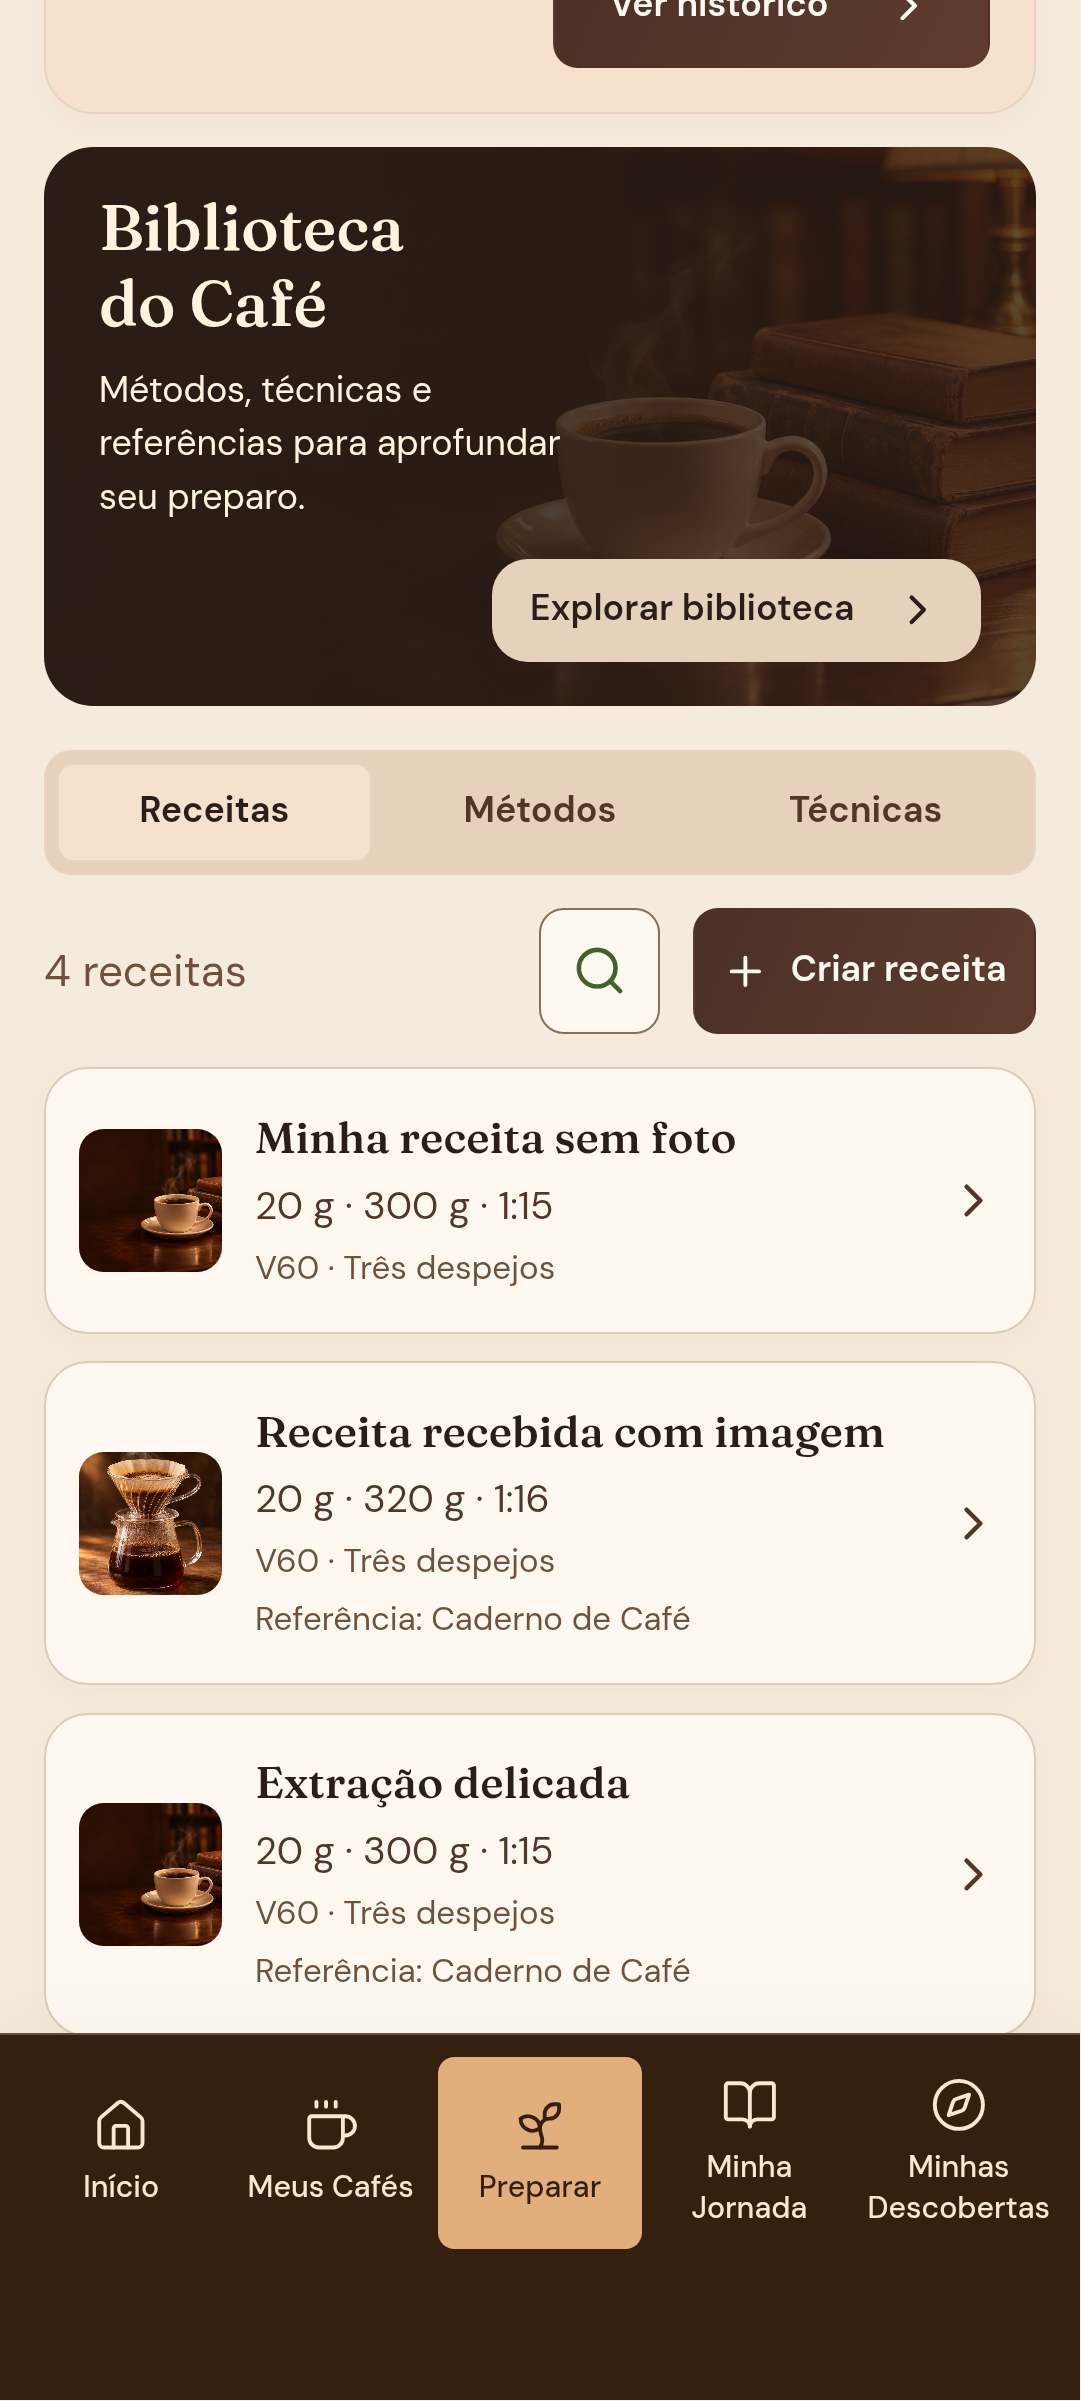 Ver histórico
Biblioteca
do Café
Métodos, técnicas e
referências para aprofundar
seu preparo.
Explorar biblioteca
Receitas
Métodos
Técnicas
4 receitas
Criar receita
Minha receita sem foto
20 g · 300 g · 1:15
V60 · Três despejos
Receita recebida com imagem
20 g · 320 g · 1:16
V60 · Três despejos
Referência: Caderno de Café
Extração delicada
20 g · 300 g · 1:15
V60 · Três despejos
Referência: Caderno de Café
Início
Meus Cafés
Preparar
Minha
Jornada
Minhas
Descobertas